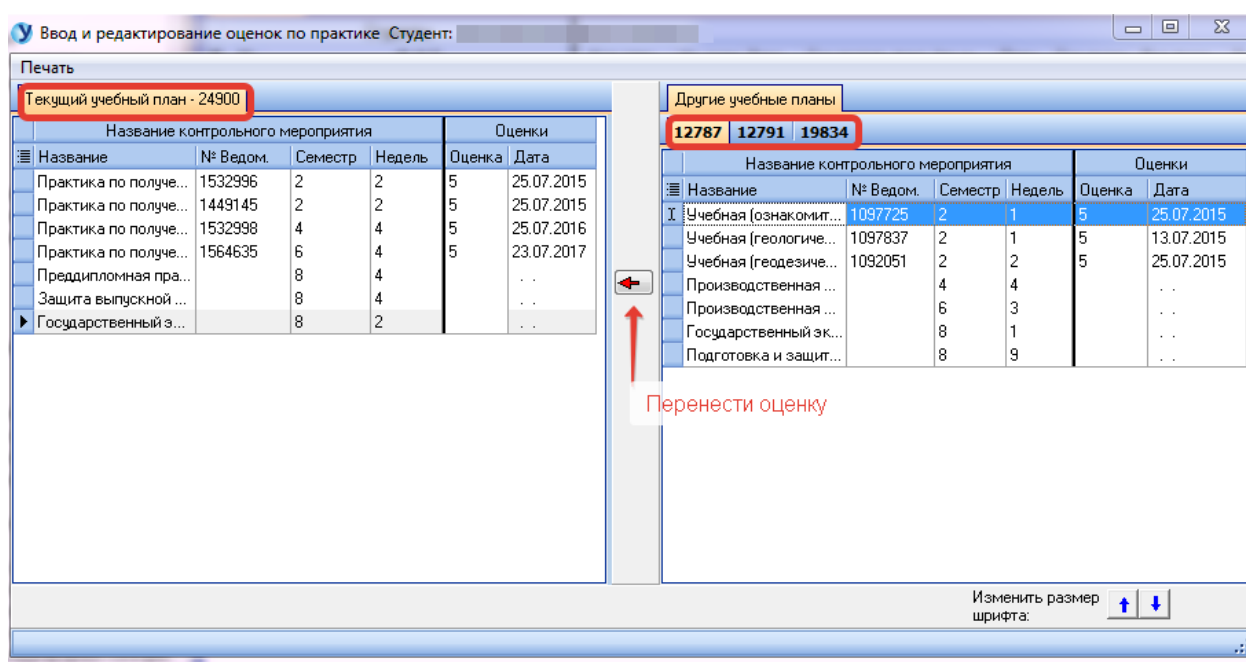 Ввод и редактирование оценок по практике Студент:
Печать
Текущий учебный план - 24900
Название контрольного мероприятия Оценки
Название № Ведом. Семестр Недель Оценка Дата
Практика по получе... 1532996 2 2 5 25.07.2015
Практика по получе... 1449145 2 2 5 25.07.2015
Практика по получе... 1532998 4 4 5 25.07.2016
Практика по получе... 1564635 6 4 5 23.07.2017
Преддипломная пра... 8 4 . .
Защита выпускной ... 8 4 . .
Государственный э... 8 2 . .
Другие учебные планы
12787 12791 19834
Название контрольного мероприятия Оценки
Название № Ведом. Семестр Недель Оценка Дата
Учебная (ознакомит... 1097725 2 1 5 25.07.2015
Учебная (геологиче... 1097837 2 1 5 13.07.2015
Учебная (геодезиче... 1092051 2 2 5 25.07.2015
Производственная ... 4 4 . .
Производственная ... 6 3 . .
Государственный эк... 8 1 . .
Подготовка и защит... 8 9 . .
Перенести оценку
Изменить размер
шрифта: